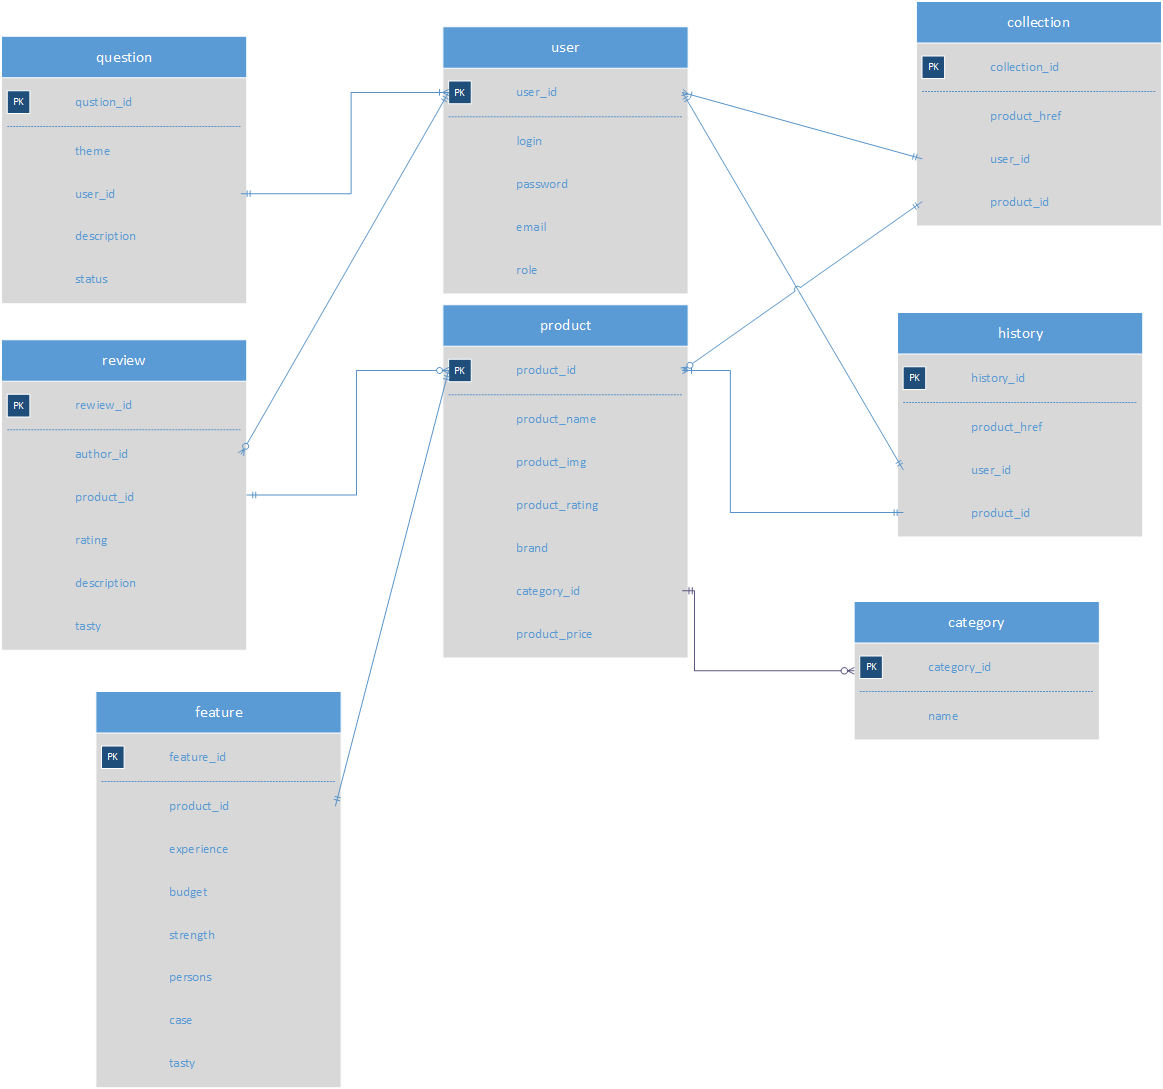 question
PK
qustion_id
theme
user_id
description
status
review
PK
rewiew_id
author_id
product_id
rating
description
tasty
feature
PK
feature_id
product_id
experience
budget
strength
persons
case
tasty
user
PK
user_id
login
password
email
role
product
PK
product_id
product_name
product_img
product_rating
brand
category_id
product_price
collection
PK
collection_id
product_href
user_id
product_id
history
PK
history_id
product_href
user_id
product_id
category
PK
category_id
name